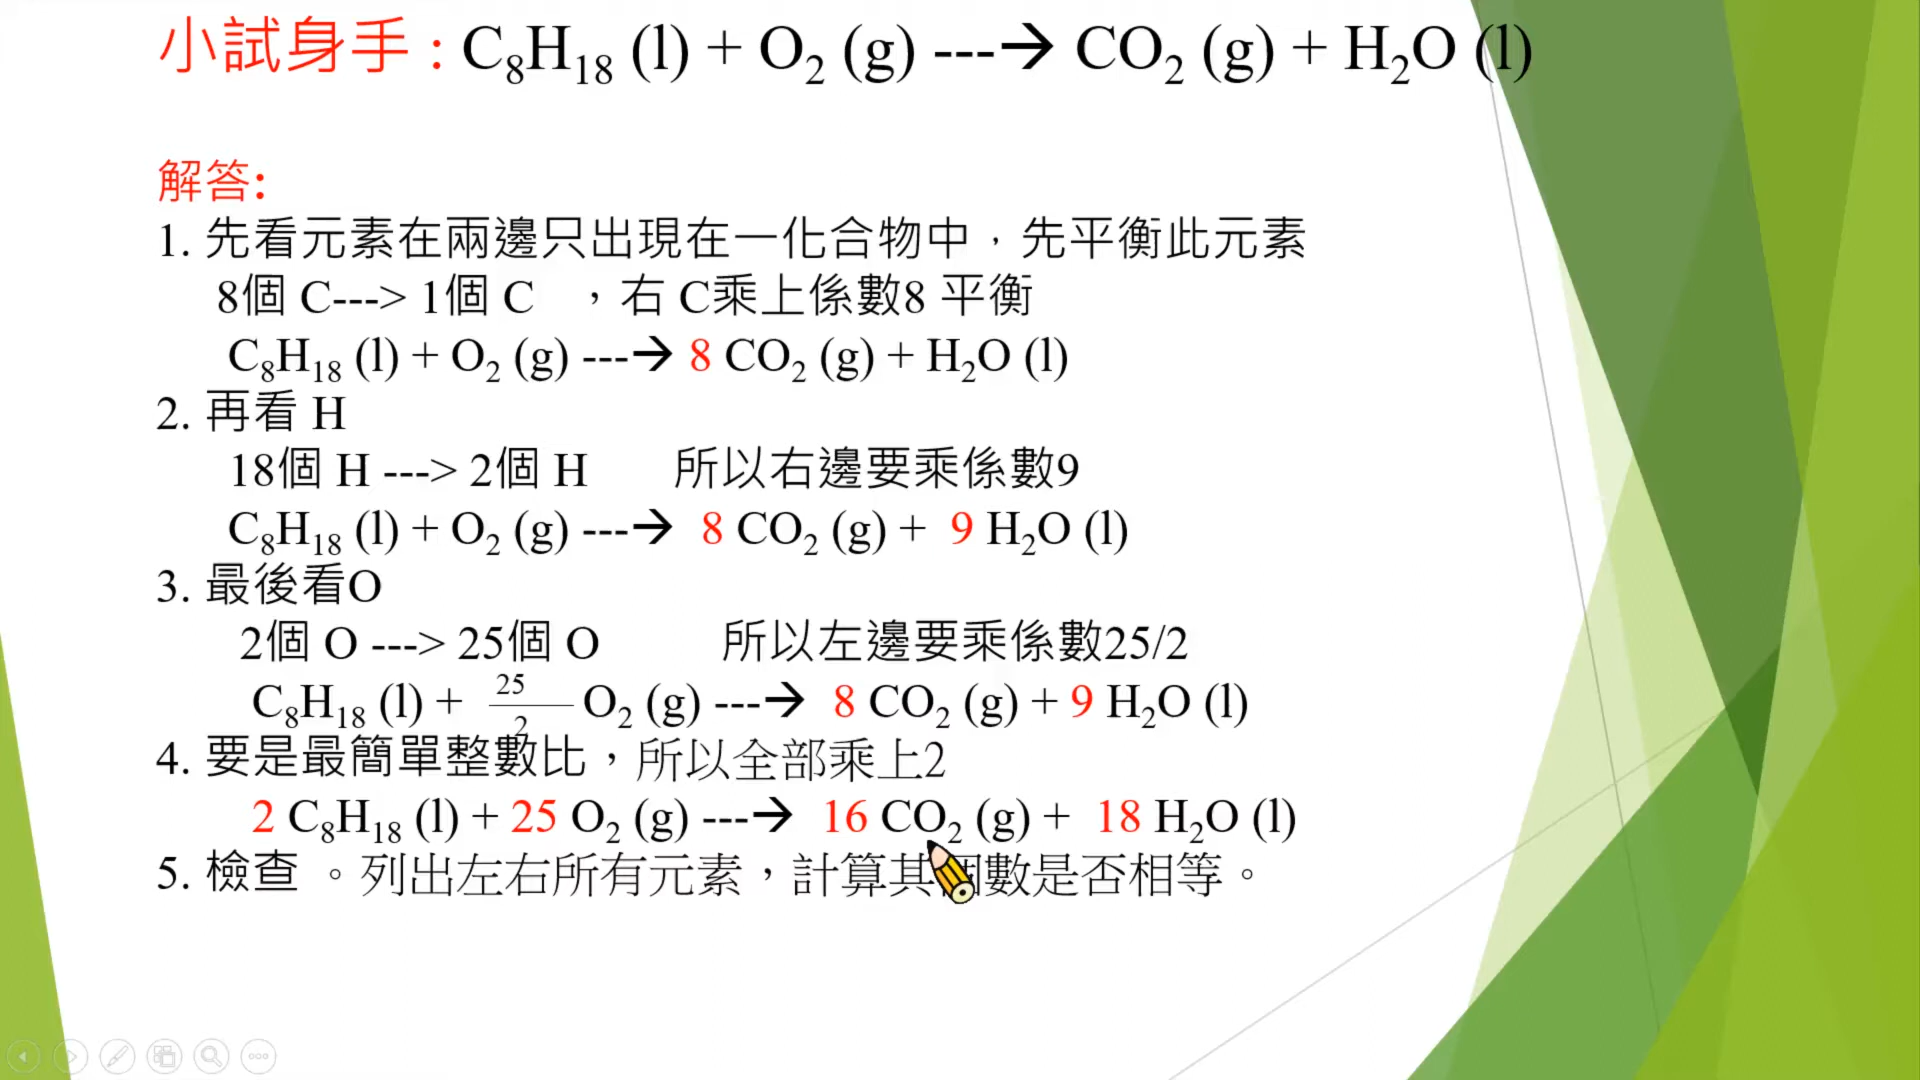 小試身手 : C₈H₁₈ (l) + O₂ (g) ---→ CO₂ (g) + H₂O (l)
解答:
1. 先看元素在兩邊只出現在一化合物中，先平衡此元素
8個 C---> 1個 C ，右 C乘上係數8 平衡
C₈H₁₈ (l) + O₂ (g) ---→ 8 CO₂ (g) + H₂O (l)
2. 再看 H
18個 H ---> 2個 H 所以右邊要乘係數9
C₈H₁₈ (l) + O₂ (g) ---→ 8 CO₂ (g) + 9 H₂O (l)
3. 最後看O
2個 O ---> 25個 O 所以左邊要乘係數25/2
C₈H₁₈ (l) + 25/2 O₂ (g) ---→ 8 CO₂ (g) + 9 H₂O (l)
4. 要是最簡單整數比，所以全部乘上2
2 C₈H₁₈ (l) + 25 O₂ (g) ---→ 16 CO₂ (g) + 18 H₂O (l)
5. 檢查 。列出左右所有元素，計算其個數是否相等。